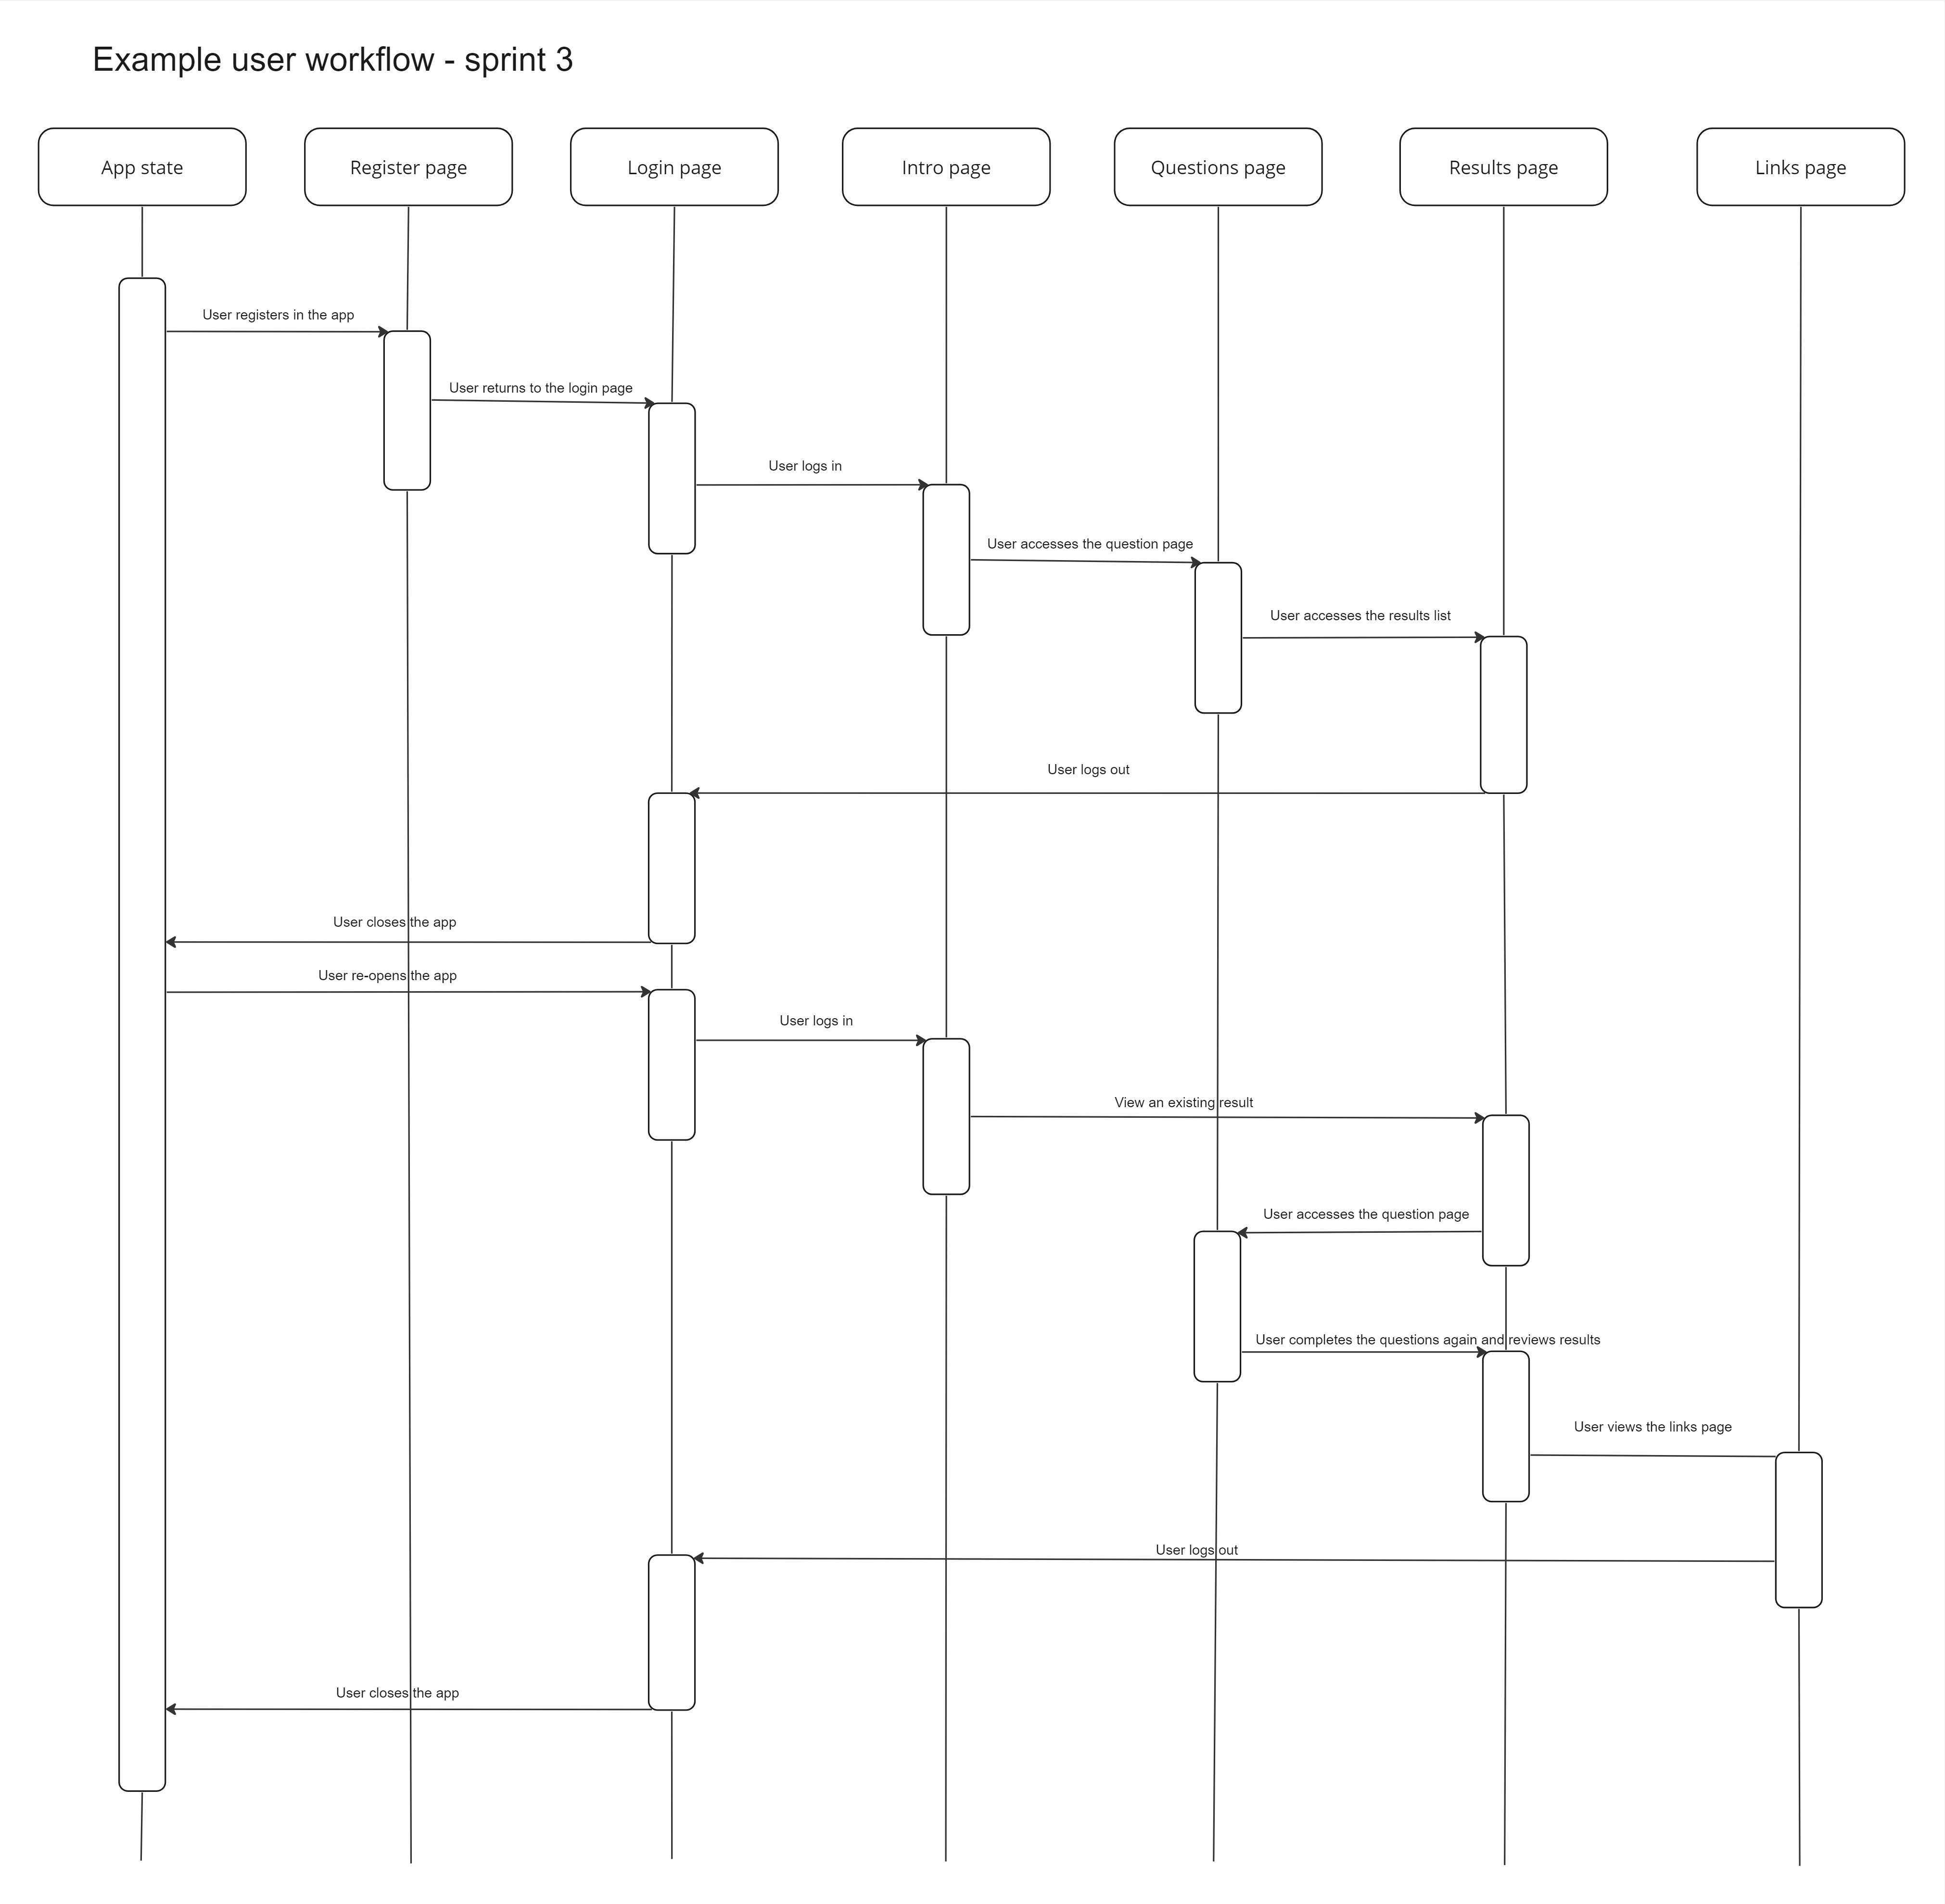 Example user workflow - sprint 3
App state
Register page
Login page
Intro page
Questions page
Results page
Links page
User registers in the app
User returns to the login page
User logs in
User accesses the question page
User accesses the results list
User logs out
User closes the app
User re-opens the app
User logs in
View an existing result
User accesses the question page
User completes the questions again and reviews results
User views the links page
User logs out
User closes the app